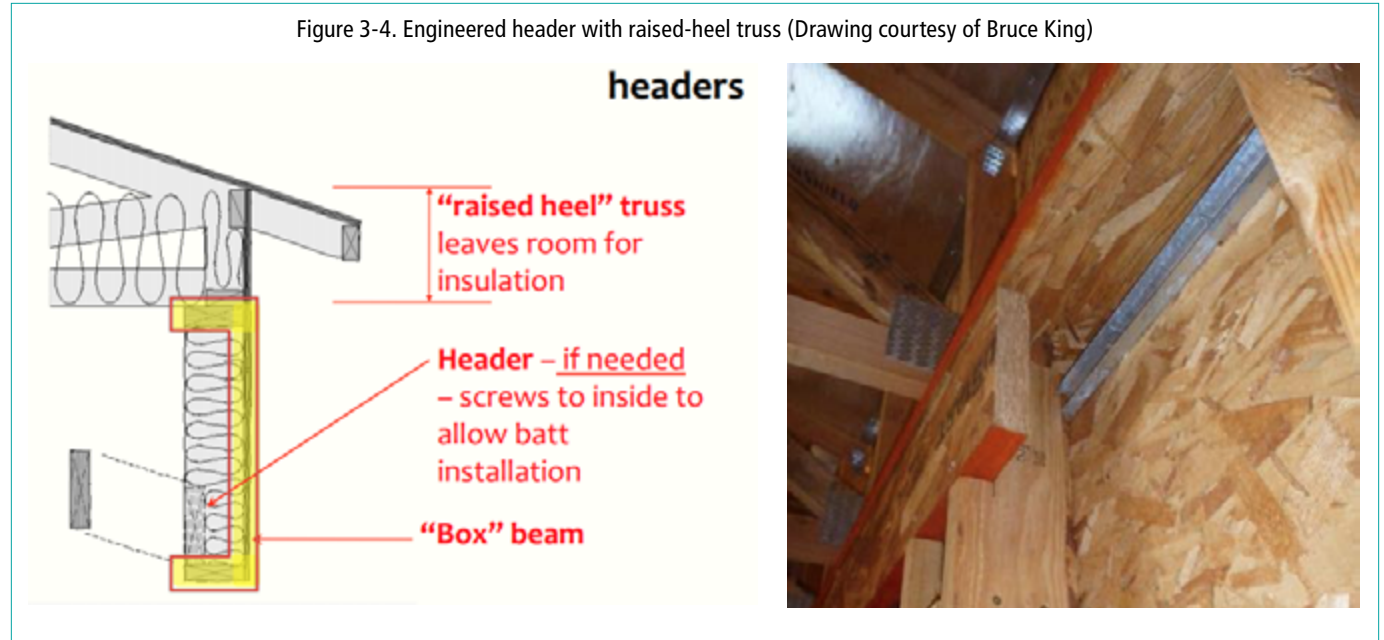 Figure 3-4. Engineered header with raised-heel truss (Drawing courtesy of Bruce King)
headers
“raised heel” truss
leaves room for
insulation
Header – if needed
– screws to inside to
allow batt
installation
“Box” beam